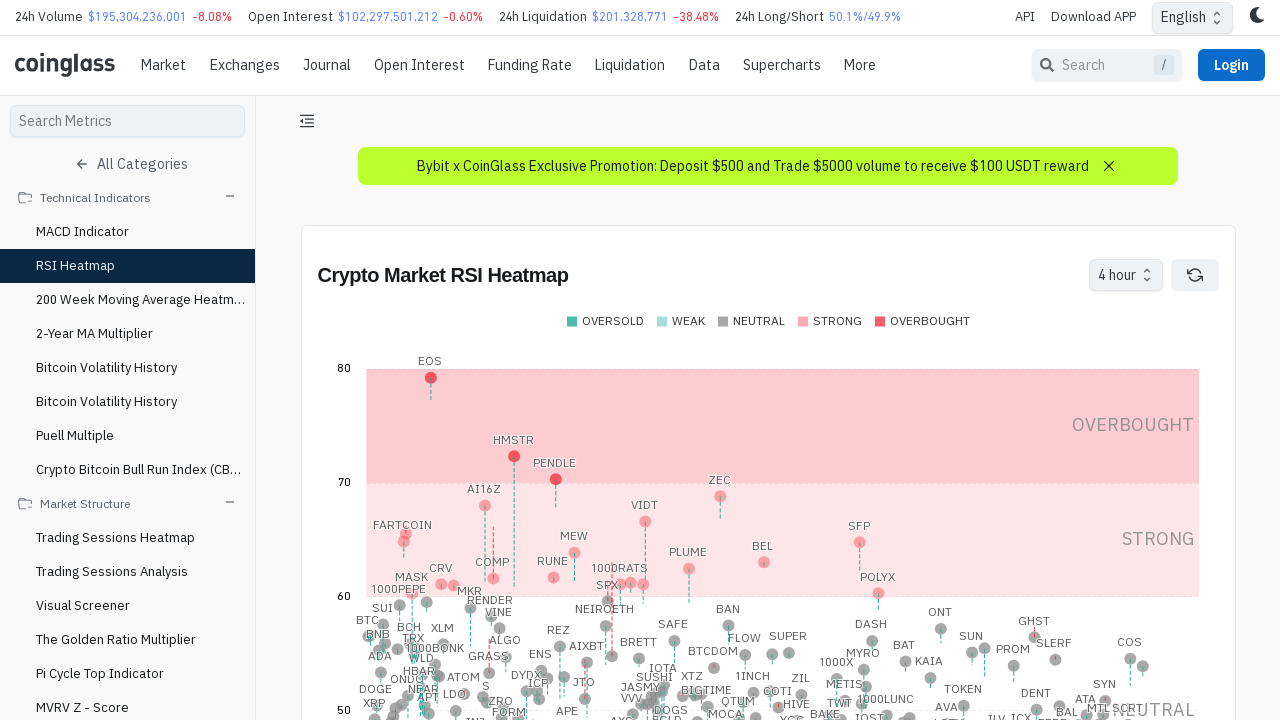 24h Volume $195,304,236,001 -8.08% Open Interest $102,297,501,212 -0.60% 24h Liquidation $201,328,771 -38.48% 24h Long/Short 50.1%/49.9% API Download APP English
coinglass Market Exchanges Journal Open Interest Funding Rate Liquidation Data Supercharts More Search / Login
Search Metrics
All Categories
Technical Indicators
MACD Indicator
RSI Heatmap
200 Week Moving Average Heatm...
2-Year MA Multiplier
Bitcoin Volatility History
Bitcoin Volatility History
Puell Multiple
Crypto Bitcoin Bull Run Index (CB...
Market Structure
Trading Sessions Heatmap
Trading Sessions Analysis
Visual Screener
The Golden Ratio Multiplier
Pi Cycle Top Indicator
MVRV Z - Score
Bybit x CoinGlass Exclusive Promotion: Deposit $500 and Trade $5000 volume to receive $100 USDT reward
Crypto Market RSI Heatmap 4 hour
OVERSOLD WEAK NEUTRAL STRONG OVERBOUGHT
EOS
80
OVERBOUGHT
HMSTR
PENDLE
70
ZEC
AI16Z
VIDT
FARTCOIN SFP
MEW STRONG
BEL
PLUME
COMP RUNE
CRV 1000RATS
MASK POLYX
1000PEPE MKR SPX
60
RENDER
SUI VINE NEIROETH BAN ONT
BTC BCH XLM REZ SAFE DASH GHST
BNB TRX ALGO AIXBT BRETT FLOW SUPER SUN SLERF COS
1000BONK BAT PROM
ADA WLD GRASS ENS BTCDOM MYRO KAIA
HBAR IOTA 1000X
ONDO ATOM DYDX SUSHI XTZ 1INCH ZIL
DOGE NEAR S ICP JTO JASMY BIGTIME COTI METIS TOKEN DENT SYN
XRP APT LDO QTUM HIVE TWT 1000LUNC AVA ATA
50
APE VVV DOGS MOCA BAKE IOST ICX BAL MTL SCRT NEUTRAL